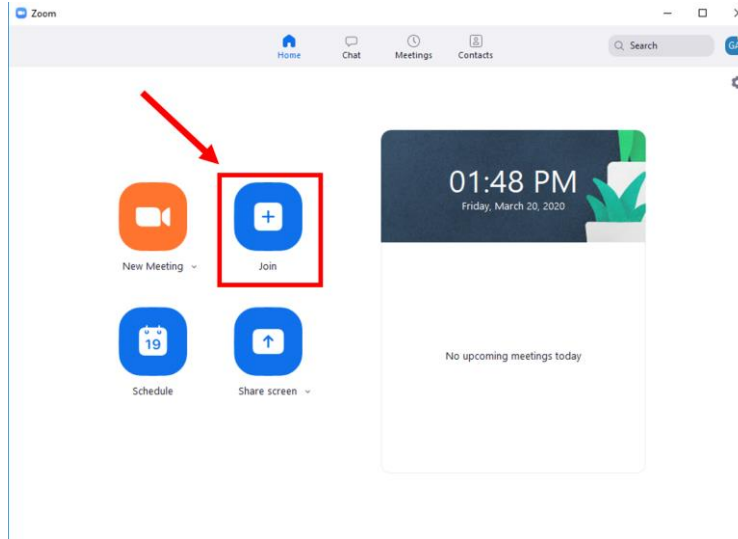 Zoom
Home
Chat
Meetings
Contacts
Search
GA
01:48 PM
Friday, March 20, 2020
New Meeting
Join
19
Schedule
Share screen
No upcoming meetings today